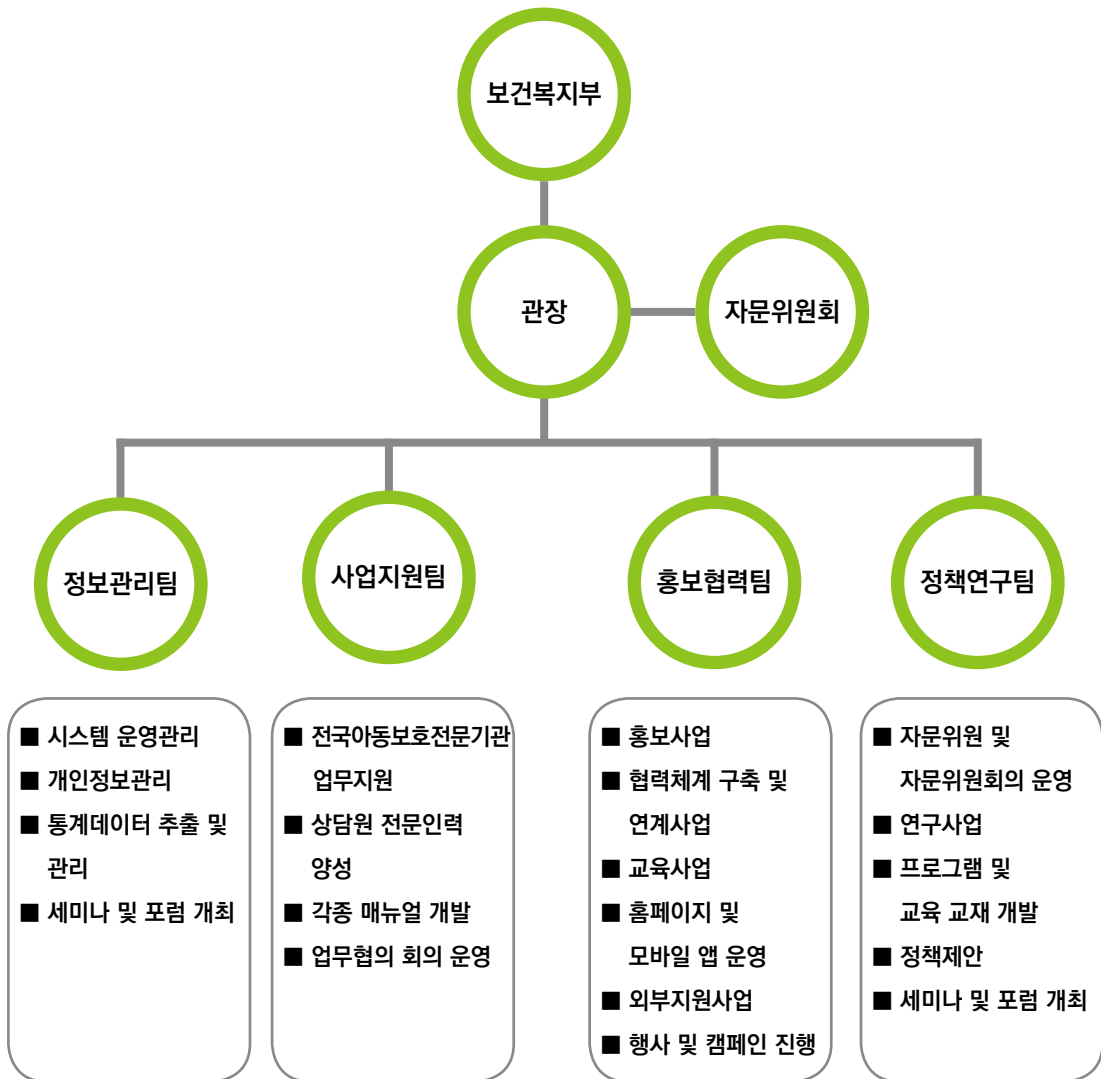 보건복지부
관장
자문위원회
정보관리팀
사업지원팀
홍보협력팀
정책연구팀
■ 시스템 운영관리
■ 개인정보관리
■ 통계데이터 추출 및
관리
■ 세미나 및 포럼 개최
■ 전국아동보호전문기관
업무지원
■ 상담원 전문인력
양성
■ 각종 매뉴얼 개발
■ 업무협의 회의 운영
■ 홍보사업
■ 협력체계 구축 및
연계사업
■ 교육사업
■ 홈페이지 및
모바일 앱 운영
■ 외부지원사업
■ 행사 및 캠페인 진행
■ 자문위원 및
자문위원회의 운영
■ 연구사업
■ 프로그램 및
교육 교재 개발
■ 정책제안
■ 세미나 및 포럼 개최